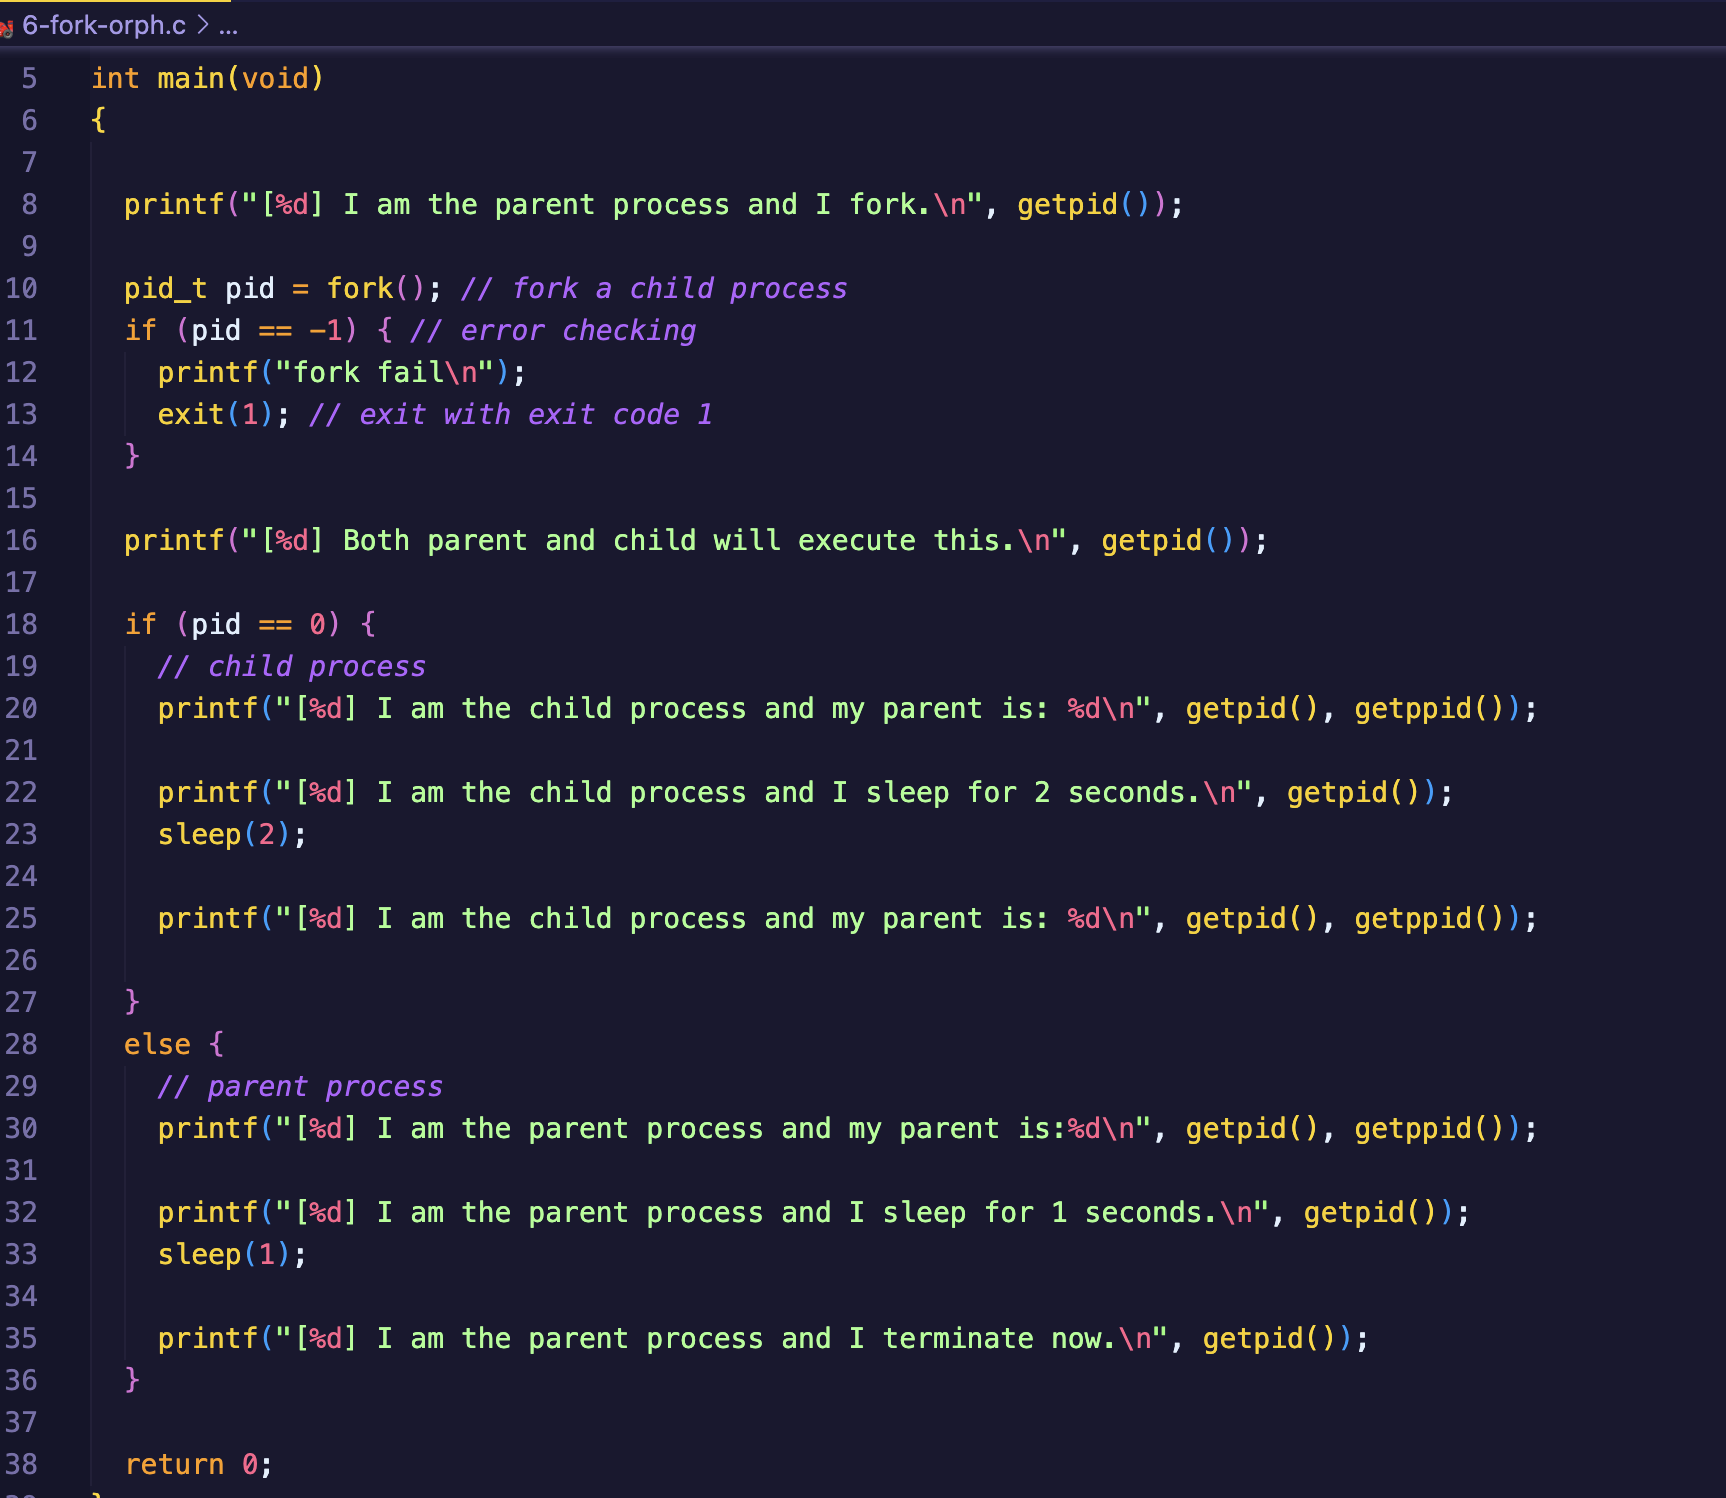 6-fork-orph.c > ...
5 int main(void)
6 {
7
8 printf("[%d] I am the parent process and I fork.\n", getpid());
9
10 pid_t pid = fork(); // fork a child process
11 if (pid == -1) { // error checking
12 printf("fork fail\n");
13 exit(1); // exit with exit code 1
14 }
15
16 printf("[%d] Both parent and child will execute this.\n", getpid());
17
18 if (pid == 0) {
19 // child process
20 printf("[%d] I am the child process and my parent is: %d\n", getpid(), getppid());
21
22 printf("[%d] I am the child process and I sleep for 2 seconds.\n", getpid());
23 sleep(2);
24
25 printf("[%d] I am the child process and my parent is: %d\n", getpid(), getppid());
26
27 }
28 else {
29 // parent process
30 printf("[%d] I am the parent process and my parent is:%d\n", getpid(), getppid());
31
32 printf("[%d] I am the parent process and I sleep for 1 seconds.\n", getpid());
33 sleep(1);
34
35 printf("[%d] I am the parent process and I terminate now.\n", getpid());
36 }
37
38 return 0;